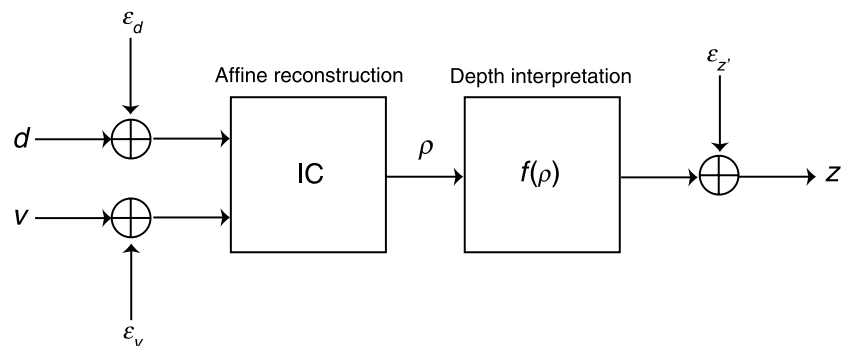 ε_d
Affine reconstruction
Depth interpretation
ε_z'
d
IC
ρ
f(ρ)
z
v
ε_v